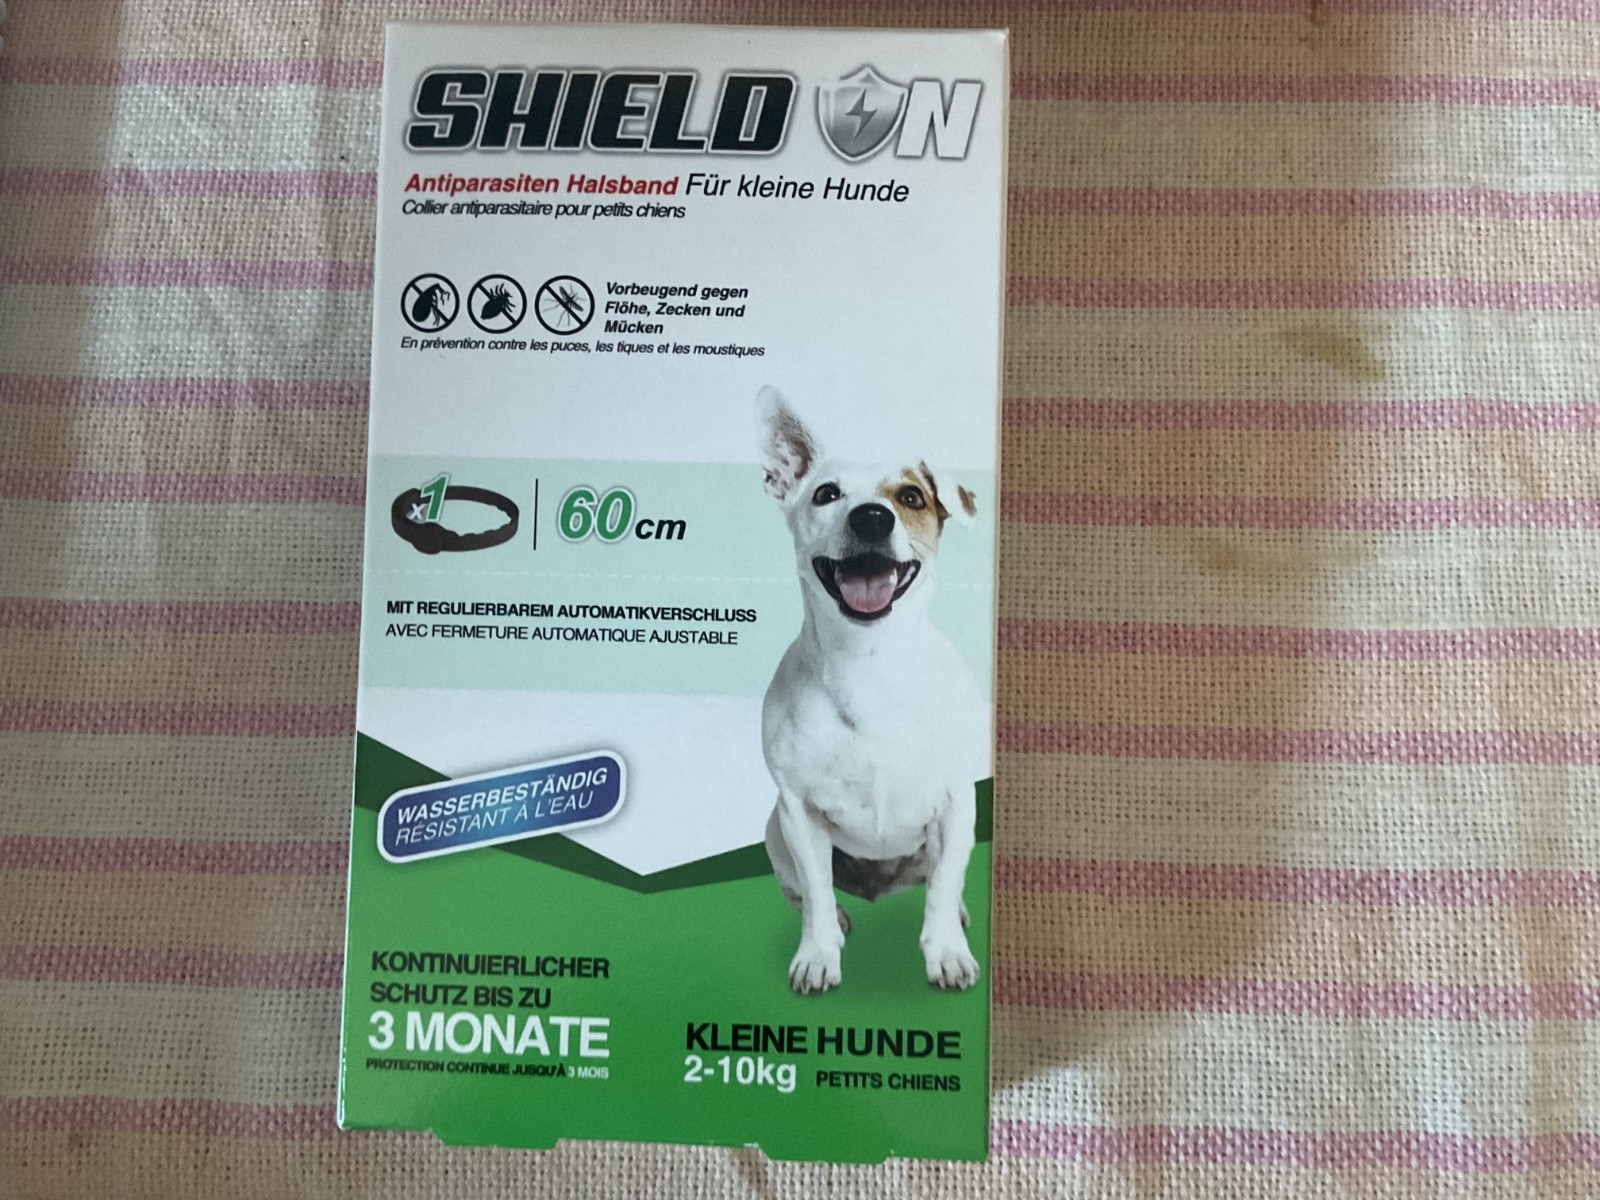 SHIELD ON
Antiparasiten Halsband Für kleine Hunde
Collier antiparasitaire pour petits chiens
Vorbeugend gegen
Flöhe, Zecken und
Mücken
En prévention contre les puces, les tiques et les moustiques
x1 60cm
MIT REGULIERBAREM AUTOMATIKVERSCHLUSS
AVEC FERMETURE AUTOMATIQUE AJUSTABLE
WASSERBESTÄNDIG
RÉSISTANT À L'EAU
KONTINUIERLICHER
SCHUTZ BIS ZU
3 MONATE
PROTECTION CONTINUE JUSQU'À 3 MOIS
KLEINE HUNDE
2-10kg PETITS CHIENS